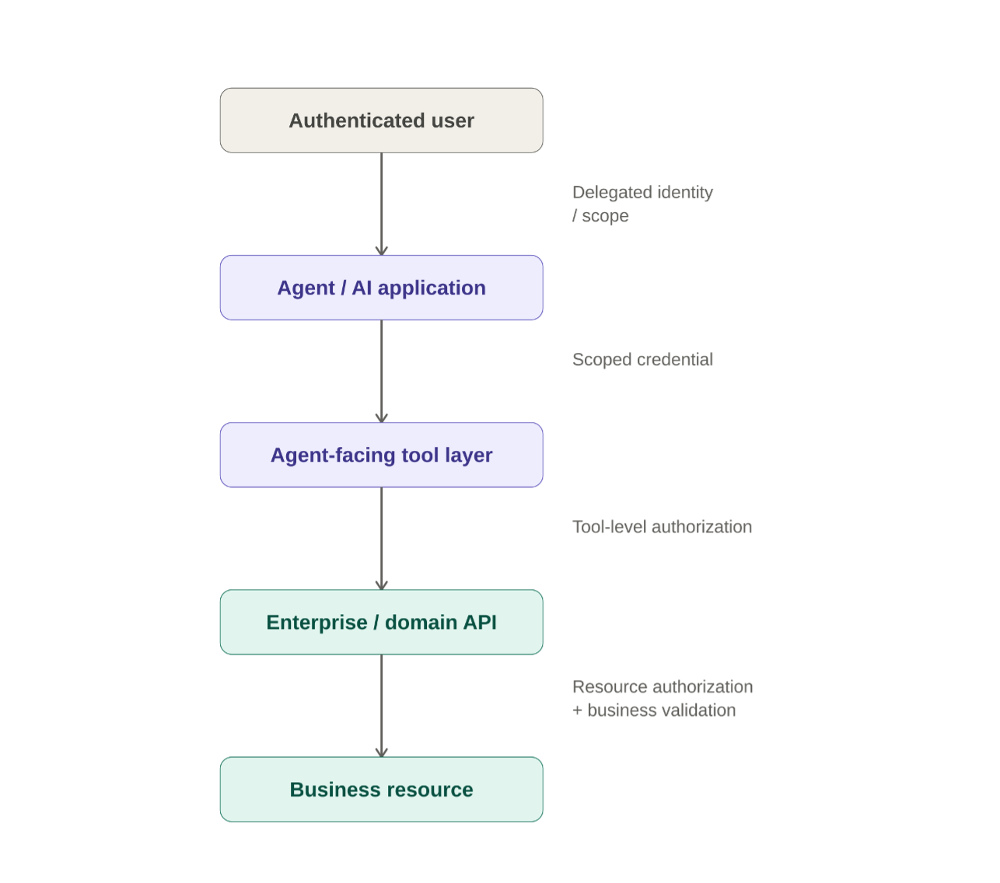 Authenticated user
Delegated identity
/ scope
Agent / AI application
Scoped credential
Agent-facing tool layer
Tool-level authorization
Enterprise / domain API
Resource authorization
+ business validation
Business resource